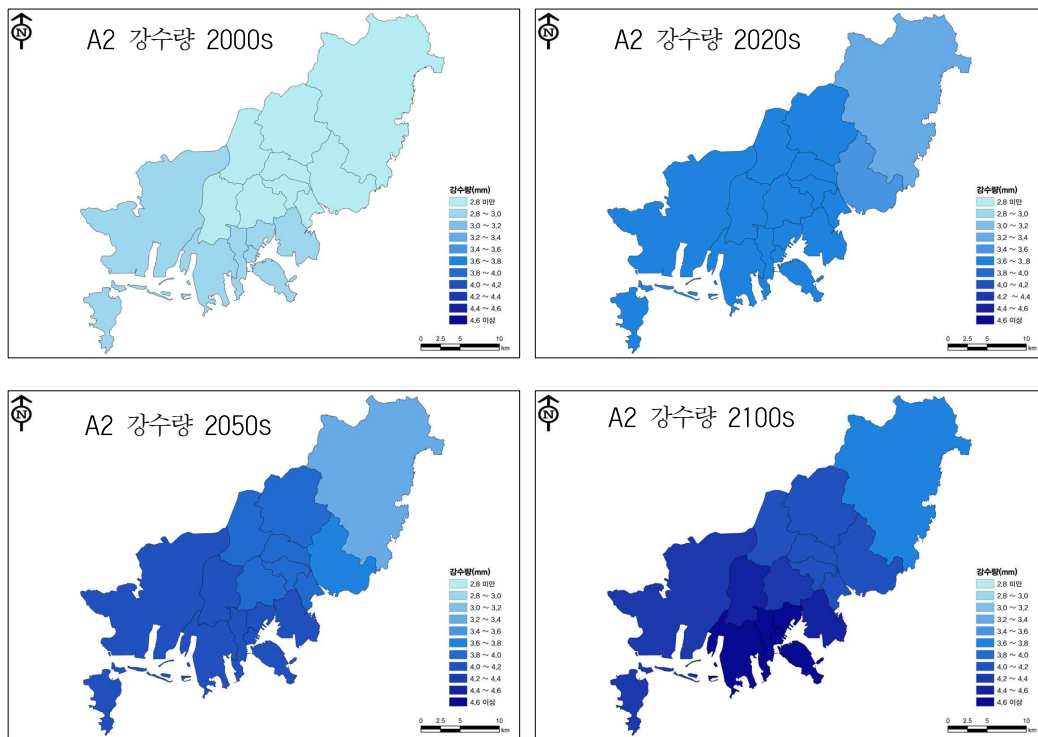 N
A2 강수량 2000s
강수량(mm)
2.8 미만
2.8 ~ 3.0
3.0 ~ 3.2
3.2 ~ 3.4
3.4 ~ 3.6
3.6 ~ 3.8
3.8 ~ 4.0
4.0 ~ 4.2
4.2 ~ 4.4
4.4 ~ 4.6
4.6 이상
0 2.5 5 10
km
N
A2 강수량 2020s
강수량(mm)
2.8 미만
2.8 ~ 3.0
3.0 ~ 3.2
3.2 ~ 3.4
3.4 ~ 3.6
3.6 ~ 3..8
3.8 ~ 4.0
4.0 ~ 4.2
4.2 ~ 4.4
4.4 ~ 4.6
4.6 이상
0 2.5 5 10
km
N
A2 강수량 2050s
강수량(mm)
2.8 미만
2.8 ~ 3.0
3.0 ~ 3.2
3.2 ~ 3.4
3.4 ~ 3.6
3.6 ~ 3.8
3.8 ~ 4.0
4.0 ~ 4.2
4.2 ~ 4.4
4.4 ~ 4.6
4.6 이상
0 2.5 5 10
km
N
A2 강수량 2100s
강수량(mm)
2.8 미만
2.8 ~ 3.0
3.0 ~ 3.2
3.2 ~ 3.4
3.4 ~ 3.6
3.6 ~ 3.8
3.8 ~ 4.0
4.0 ~ 4.2
4.2 ~ 4.4
4.4 ~ 4.6
4.6 이상
0 2.5 5 10
km